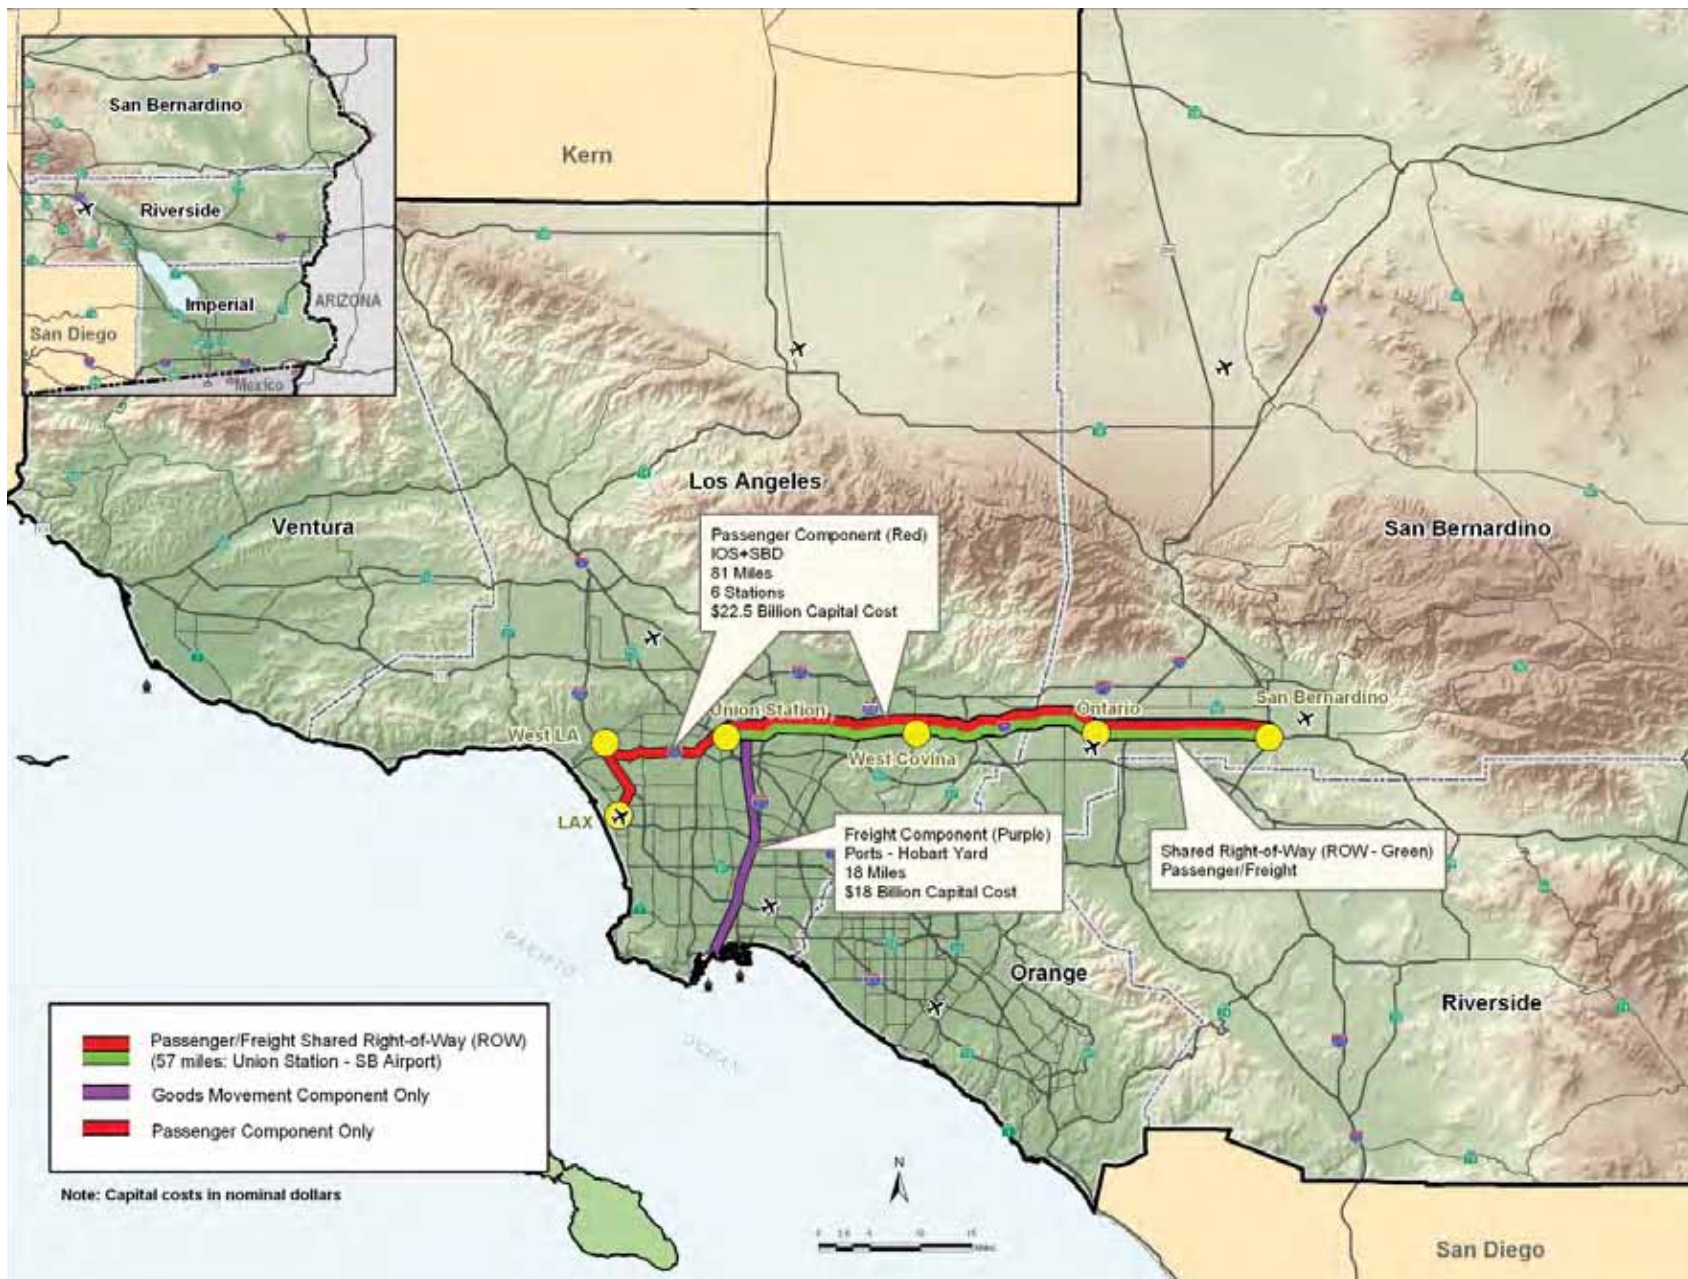 San Bernardino
Riverside
Imperial
ARIZONA
San Diego
Mexico
Kern
Los Angeles
Ventura
San Bernardino
Passenger Component (Red)
IOS+SBD
81 Miles
6 Stations
$22.5 Billion Capital Cost
West LA
Union Station
West Covina
Ontario
San Bernardino
LAX
Freight Component (Purple)
Ports - Hobart Yard
18 Miles
$18 Billion Capital Cost
Shared Right-of-Way (ROW - Green)
Passenger/Freight
Orange
Riverside
Passenger/Freight Shared Right-of-Way (ROW)
(57 miles: Union Station - SB Airport)
Goods Movement Component Only
Passenger Component Only
Note: Capital costs in nominal dollars
N
San Diego